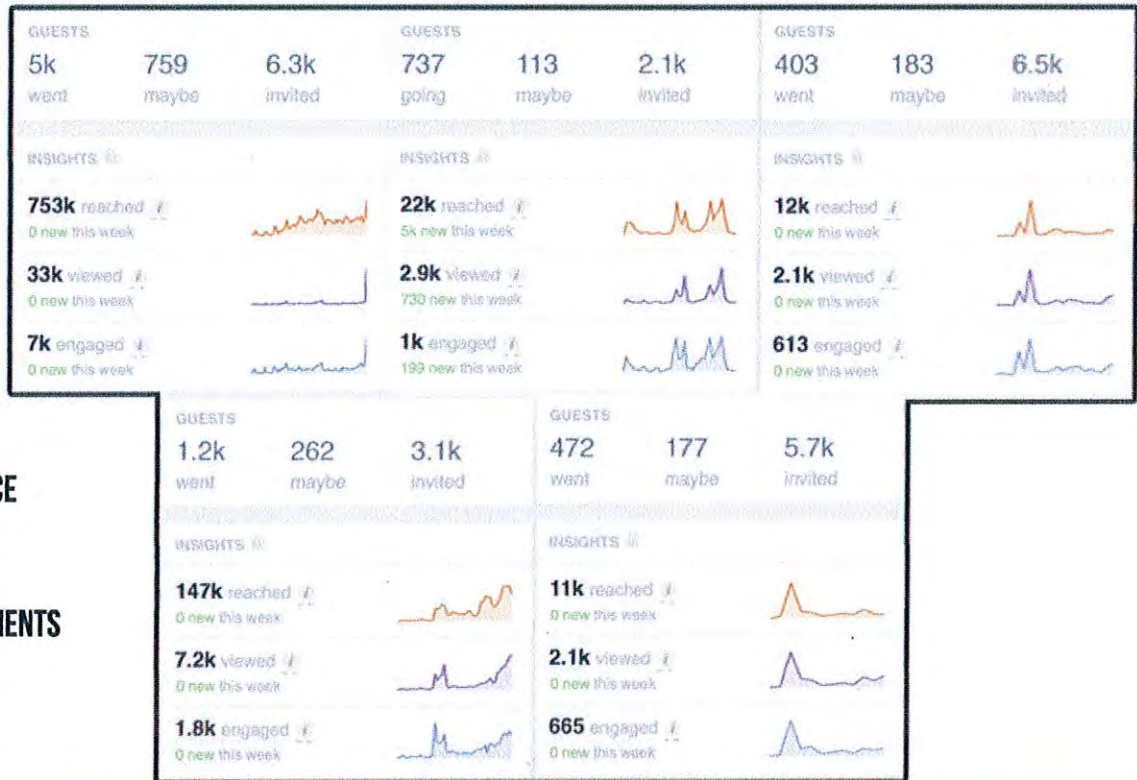 GUESTS
5k 759 6.3k
went maybe invited
INSIGHTS
753k reached i
0 new this week
33k viewed i
0 new this week
7k engaged i
0 new this week
GUESTS
737 113 2.1k
going maybe invited
INSIGHTS
22k reached i
5k new this week
2.9k viewed i
730 new this week
1k engaged i
199 new this week
GUESTS
403 183 6.5k
went maybe invited
INSIGHTS
12k reached i
0 new this week
2.1k viewed i
0 new this week
613 engaged i
0 new this week
CE
MENTS
GUESTS
1.2k 262 3.1k
went maybe invited
INSIGHTS
147k reached i
0 new this week
7.2k viewed i
0 new this week
1.8k engaged i
0 new this week
GUESTS
472 177 5.7k
went maybe invited
INSIGHTS
11k reached i
0 new this week
2.1k viewed i
0 new this week
665 engaged i
0 new this week